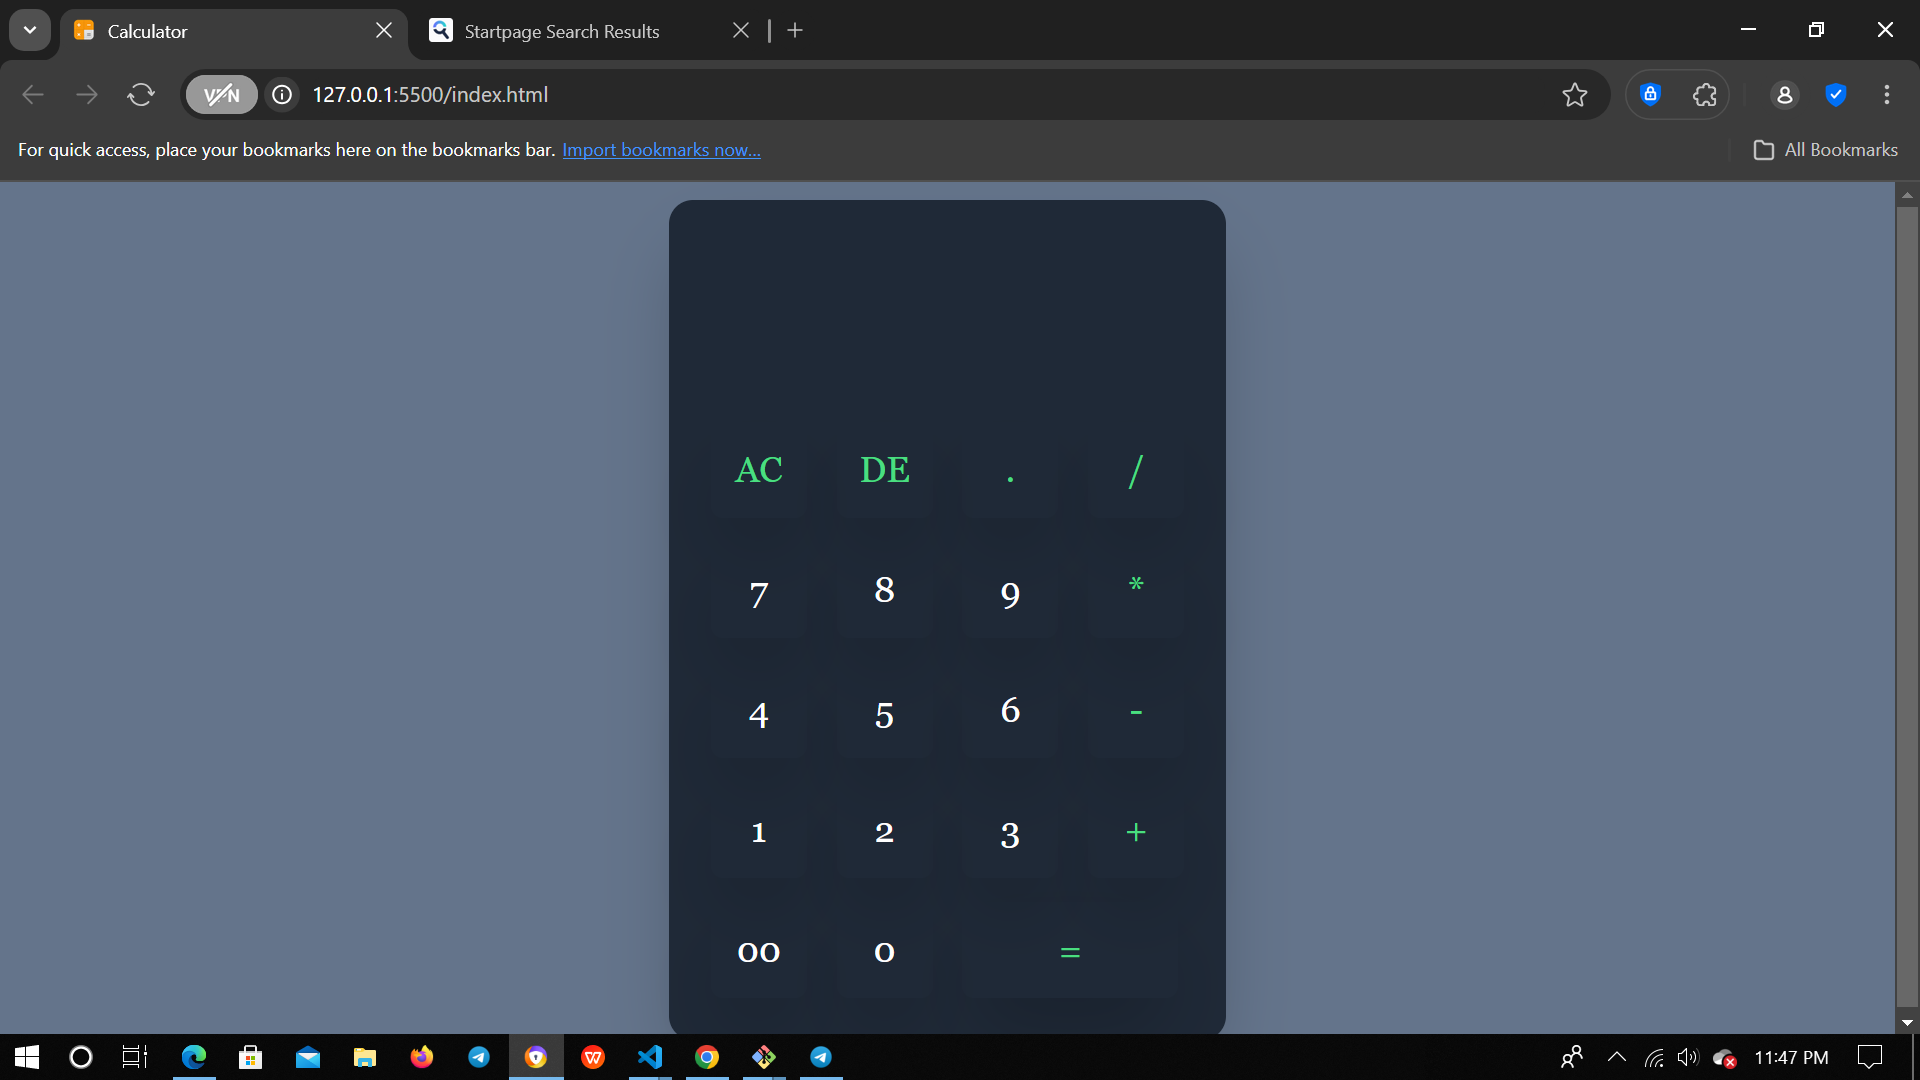 Calculator
Startpage Search Results
VPN
127.0.0.1:5500/index.html
For quick access, place your bookmarks here on the bookmarks bar. Import bookmarks now...
All Bookmarks
AC DE . /
7 8 9 *
4 5 6 -
1 2 3 +
00 0 =
11:47 PM